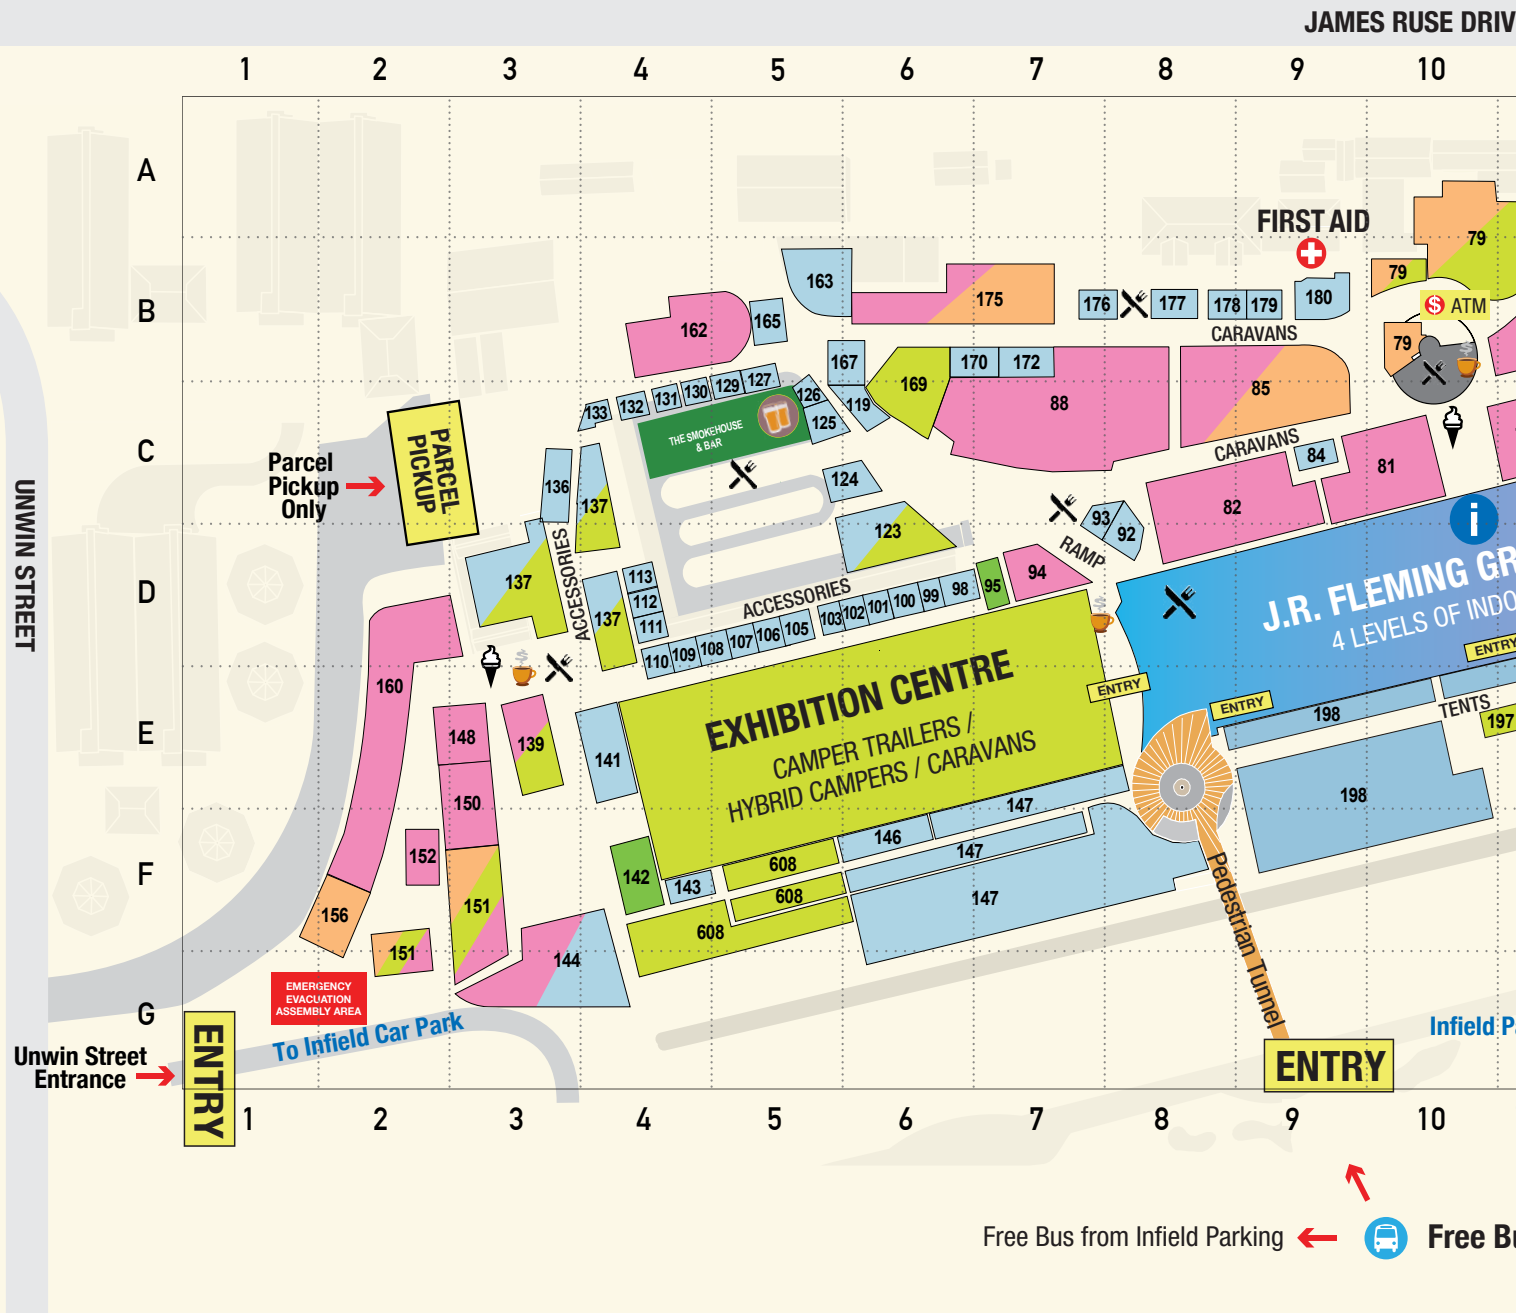 JAMES RUSE DRIV
1 2 3 4 5 6 7 8 9 10
A
FIRST AID
79
79
163
175
B
176 177 178 179 180
$ ATM
162
165
CARAVANS
79
167
170 172
169
127
129
130
131
132
133
126
119
125
88
85
THE SMOKEHOUSE
& BAR
PARCEL
PICKUP
Parcel
Pickup
Only
C
CARAVANS
84
81
136
137
124
82
UNWIN STREET
93
92
i
123
RAMP
ACCESSORIES
137
113
112
111
137
D
94
95
98
99
100
101
102
103
ACCESSORIES
105
106
107
108
109
110
J.R. FLEMING GR
4 LEVELS OF INDO
ENTRY
160
EXHIBITION CENTRE
CAMPER TRAILERS /
HYBRID CAMPERS / CARAVANS
ENTRY
ENTRY
TENTS
198
197
E
148
139
141
150
147
198
146
147
152
F
142
143
608
608
608
147
156
151
151
144
Pedestrian Tunnel
EMERGENCY
EVACUATION
ASSEMBLY AREA
G
To Infield Car Park
Infield P
Unwin Street
Entrance
ENTRY
ENTRY
1 2 3 4 5 6 7 8 9 10
Free Bus from Infield Parking
Free B